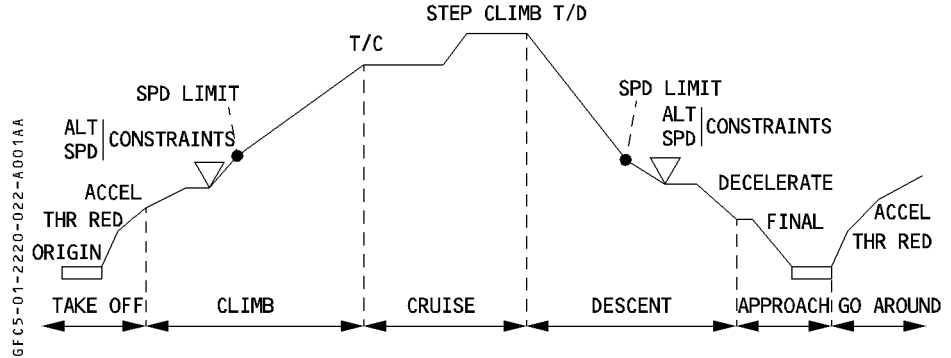 STEP CLIMB T/D
T/C
SPD LIMIT
SPD LIMIT
ALT
SPD
CONSTRAINTS
ALT
SPD
CONSTRAINTS
ACCEL
DECELERATE
THR RED
FINAL
ACCEL
ORIGIN
THR RED
TAKE OFF
CLIMB
CRUISE
DESCENT
APPROACH
GO AROUND
GFC5-01-2220-022-A001AA